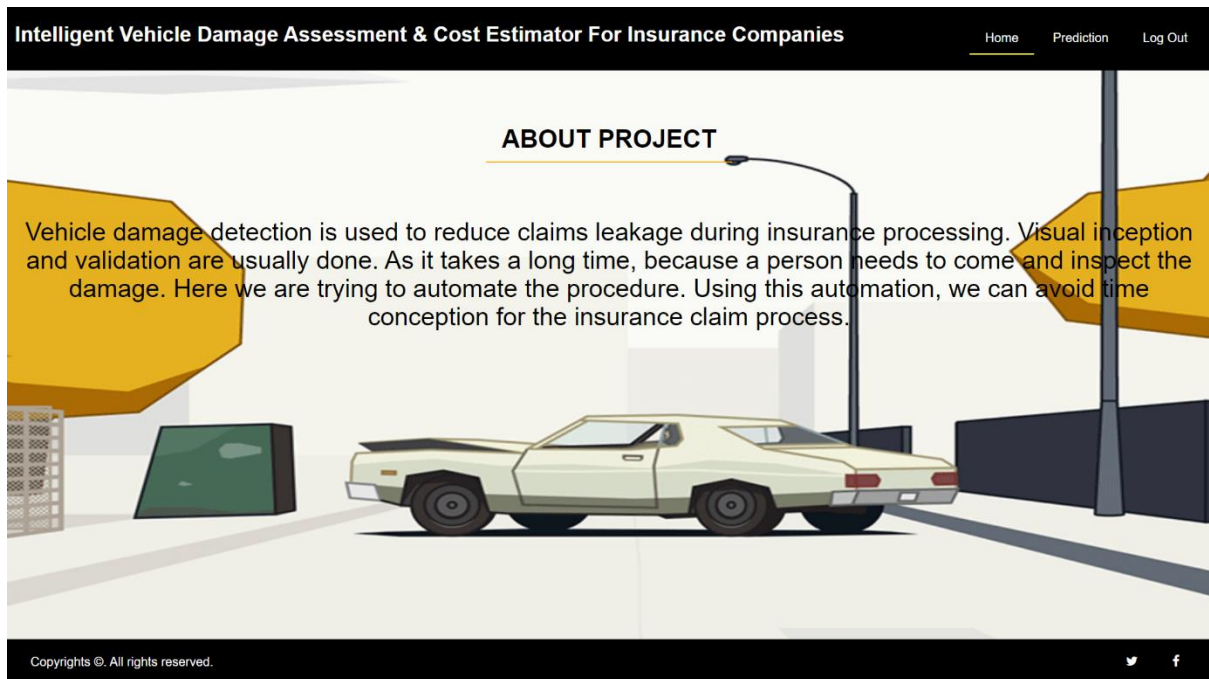 Intelligent Vehicle Damage Assessment & Cost Estimator For Insurance Companies
Home
Prediction
Log Out
ABOUT PROJECT
Vehicle damage detection is used to reduce claims leakage during insurance processing. Visual inception
and validation are usually done. As it takes a long time, because a person needs to come and inspect the
damage. Here we are trying to automate the procedure. Using this automation, we can avoid time
conception for the insurance claim process.
Copyrights ©. All rights reserved.